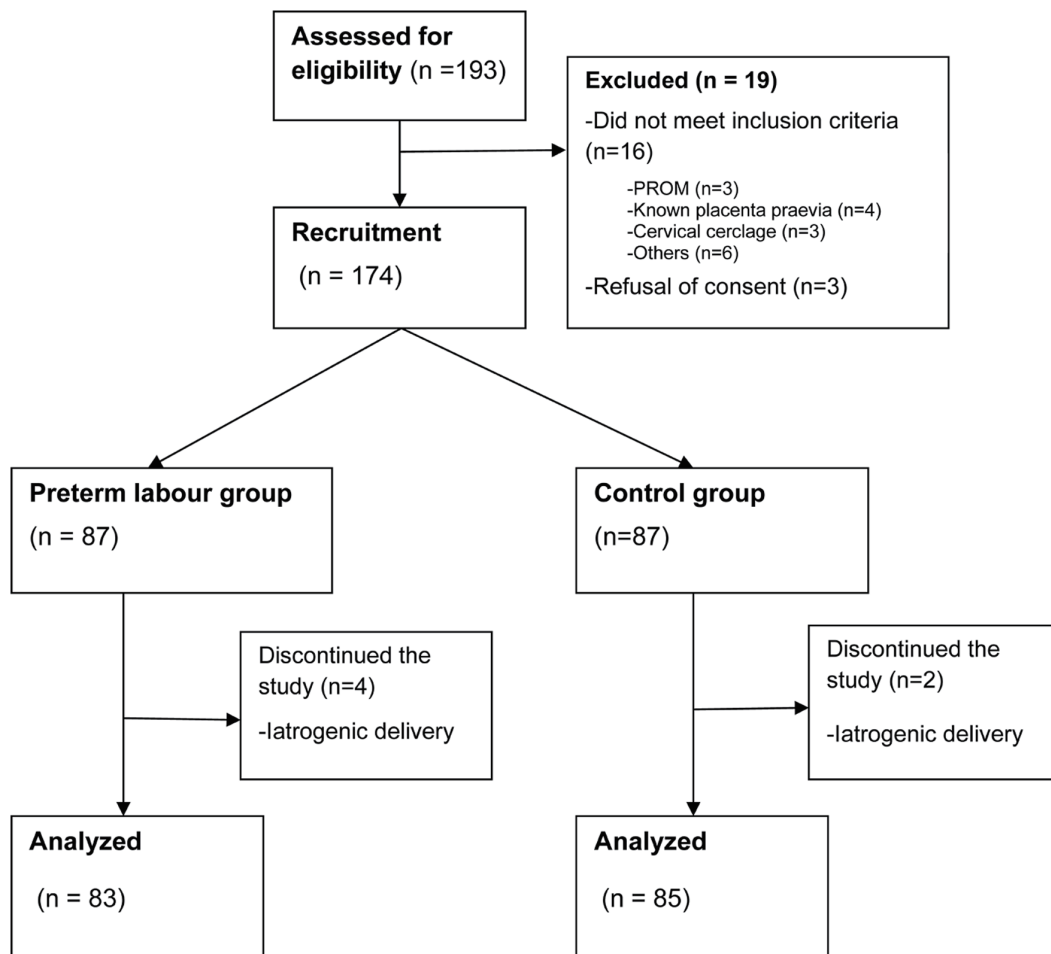 Assessed for
eligibility (n =193)
Excluded (n = 19)
-Did not meet inclusion criteria
(n=16)
-PROM (n=3)
-Known placenta praevia (n=4)
-Cervical cerclage (n=3)
-Others (n=6)
-Refusal of consent (n=3)
Recruitment
(n = 174)
Preterm labour group
(n = 87)
Control group
(n=87)
Discontinued the
study (n=4)
-Iatrogenic delivery
Discontinued the
study (n=2)
-Iatrogenic delivery
Analyzed
(n = 83)
Analyzed
(n = 85)